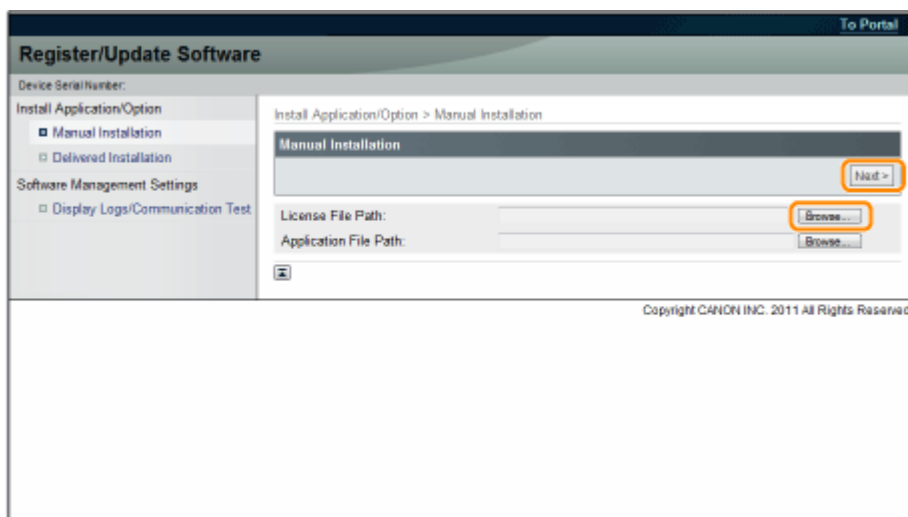 To Portal
Register/Update Software
Device Serial Number:
Install Application/Option
Manual Installation
Delivered Installation
Software Management Settings
Display Logs/Communication Test
Install Application/Option > Manual Installation
Manual Installation
Next >
License File Path: Browse...
Application File Path: Browse...
Copyright CANON INC. 2011 All Rights Reserved